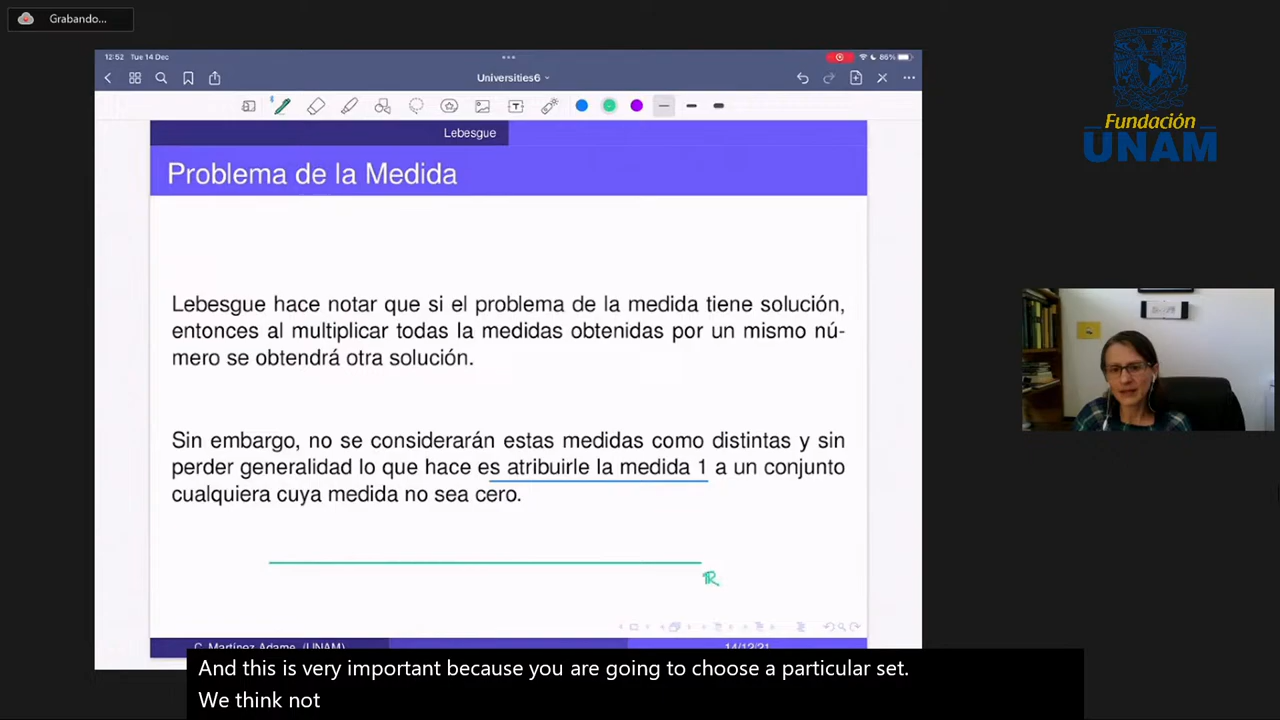 Grabando...
12:52 Tue 14 Dec
86%
Universities6
Fundación
UNAM
Lebesgue
Problema de la Medida
Lebesgue hace notar que si el problema de la medida tiene solución,
entonces al multiplicar todas la medidas obtenidas por un mismo nú-
mero se obtendrá otra solución.
Sin embargo, no se considerarán estas medidas como distintas y sin
perder generalidad lo que hace es atribuirle la medida 1 a un conjunto
cualquiera cuya medida no sea cero.
ℝ
C. Martínez Adame (UNAM)
14/12/21
And this is very important because you are going to choose a particular set.
We think not